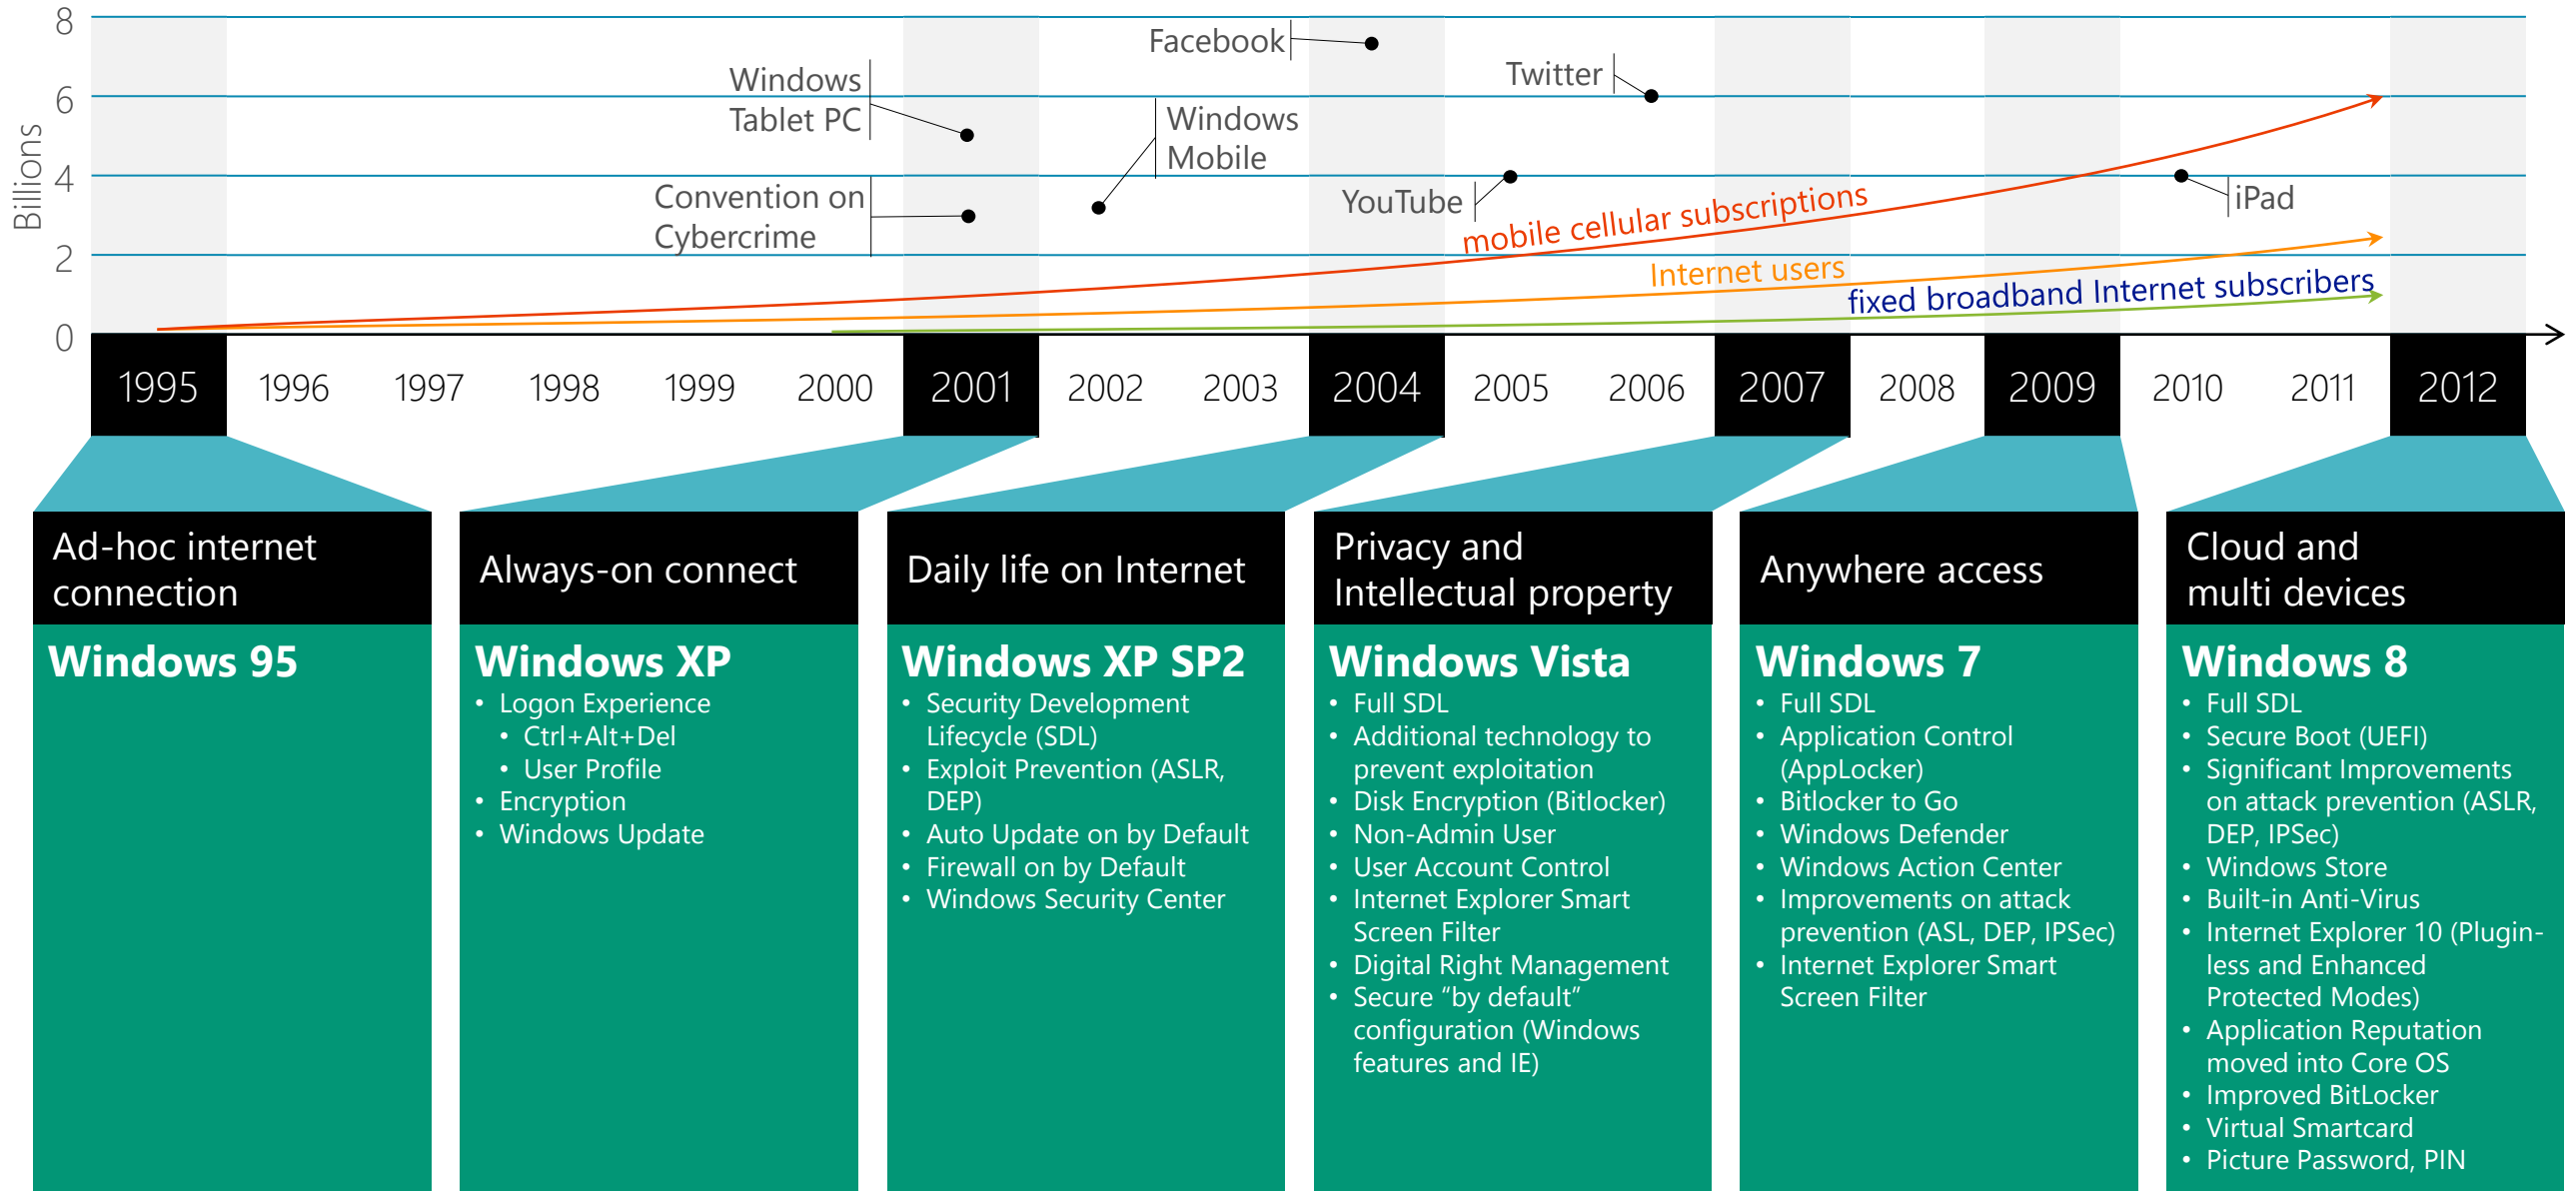 8
6
4
2
0
Billions
Facebook
Windows
Tablet PC
Twitter
Windows
Mobile
Convention on
Cybercrime
YouTube
iPad
mobile cellular subscriptions
Internet users
fixed broadband Internet subscribers
1995 1996 1997 1998 1999 2000 2001 2002 2003 2004 2005 2006 2007 2008 2009 2010 2011 2012
Ad-hoc internet
connection
Windows 95
Always-on connect
Windows XP
• Logon Experience
• Ctrl+Alt+Del
• User Profile
• Encryption
• Windows Update
Daily life on Internet
Windows XP SP2
• Security Development
Lifecycle (SDL)
• Exploit Prevention (ASLR,
DEP)
• Auto Update on by Default
• Firewall on by Default
• Windows Security Center
Privacy and
Intellectual property
Windows Vista
• Full SDL
• Additional technology to
prevent exploitation
• Disk Encryption (Bitlocker)
• Non-Admin User
• User Account Control
• Internet Explorer Smart
Screen Filter
• Digital Right Management
• Secure “by default”
configuration (Windows
features and IE)
Anywhere access
Windows 7
• Full SDL
• Application Control
(AppLocker)
• Bitlocker to Go
• Windows Defender
• Windows Action Center
• Improvements on attack
prevention (ASL, DEP, IPSec)
• Internet Explorer Smart
Screen Filter
Cloud and
multi devices
Windows 8
• Full SDL
• Secure Boot (UEFI)
• Significant Improvements
on attack prevention (ASLR,
DEP, IPSec)
• Windows Store
• Built-in Anti-Virus
• Internet Explorer 10 (Plugin-
less and Enhanced
Protected Modes)
• Application Reputation
moved into Core OS
• Improved BitLocker
• Virtual Smartcard
• Picture Password, PIN